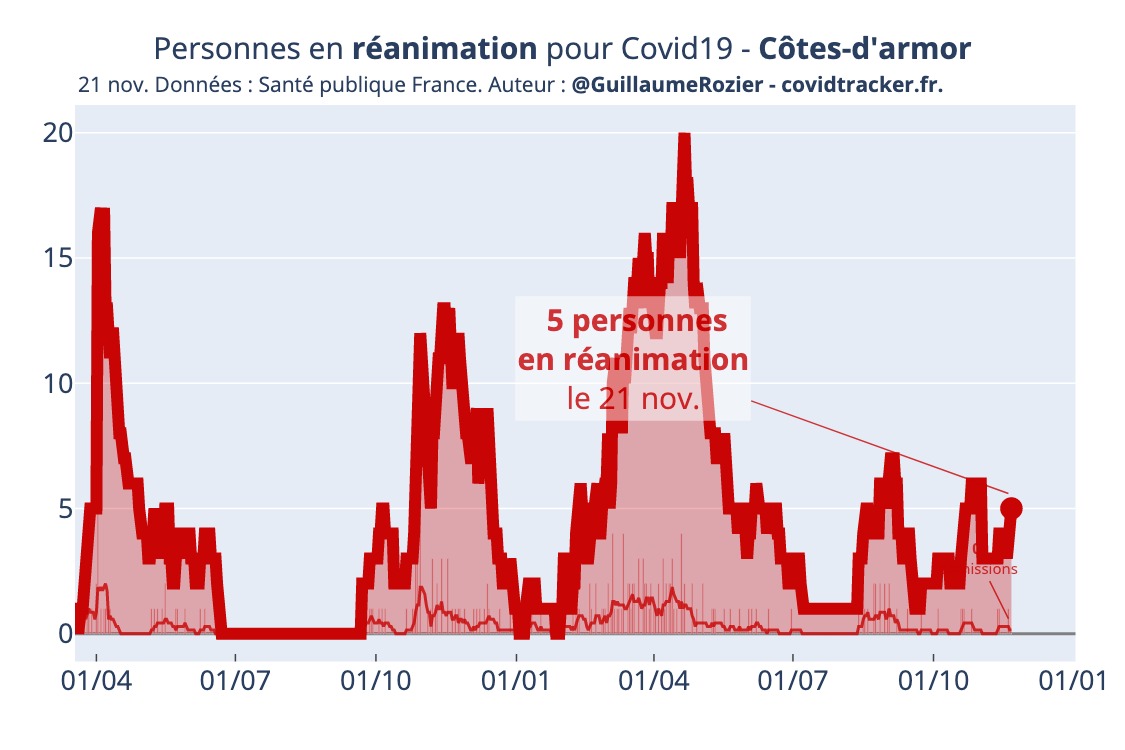 Personnes en réanimation pour Covid19 - Côtes-d'armor
21 nov. Données : Santé publique France. Auteur : @GuillaumeRozier - covidtracker.fr.
20
15
10
5
0
5 personnes
en réanimation
le 21 nov.
01/04
01/07
01/10
01/01
01/04
01/07
01/10
01/01